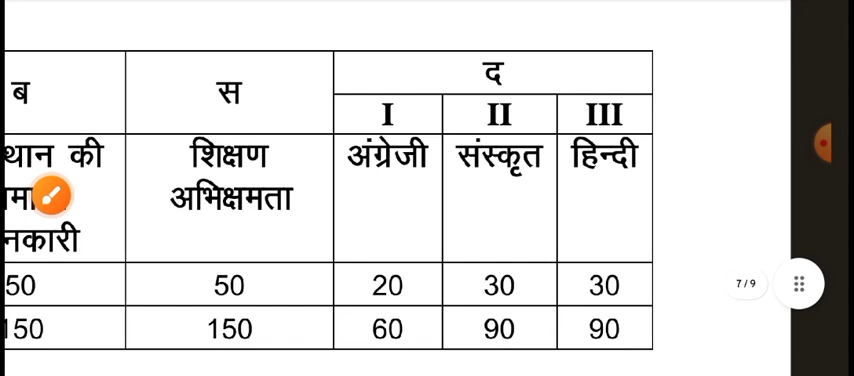 ब स द
I II III
थान की शिक्षण अंग्रेजी संस्कृत हिन्दी
मा अभिक्षमता
नकारी
50 50 20 30 30
150 150 60 90 90
7/9